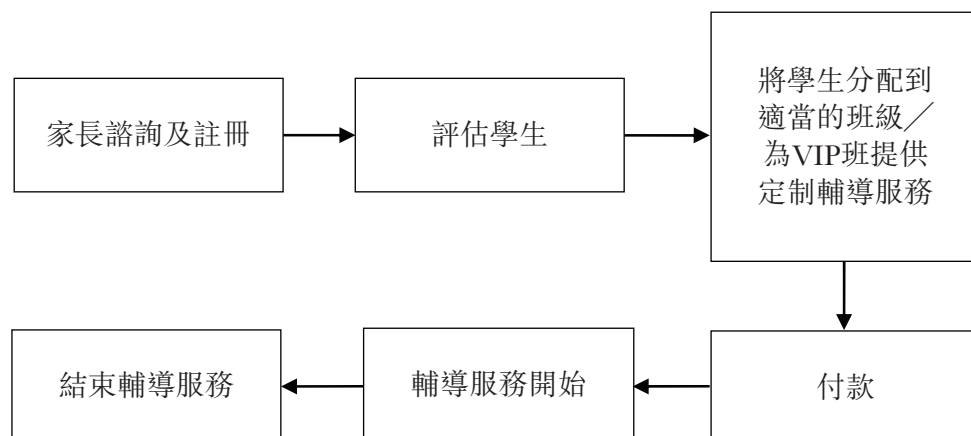 家長諮詢及註冊
評估學生
將學生分配到
適當的班級╱
為VIP班提供
定制輔導服務
付款
輔導服務開始
結束輔導服務